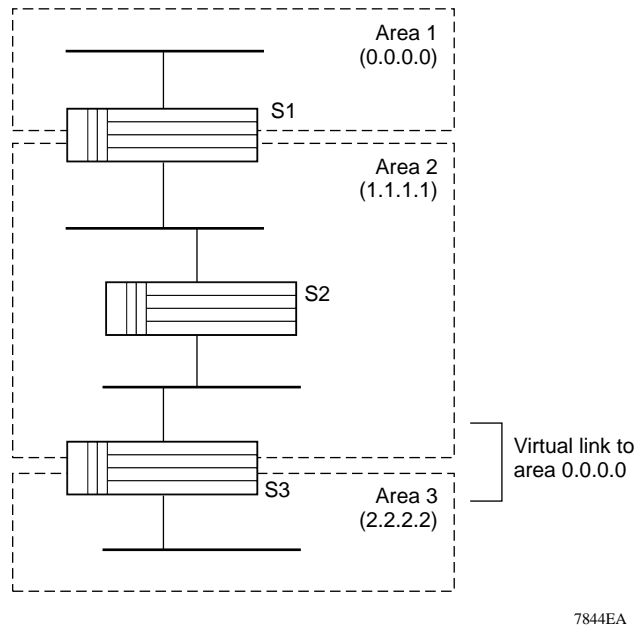 Area 1
(0.0.0.0)
S1
Area 2
(1.1.1.1)
S2
Virtual link to
area 0.0.0.0
S3
Area 3
(2.2.2.2)
7844EA